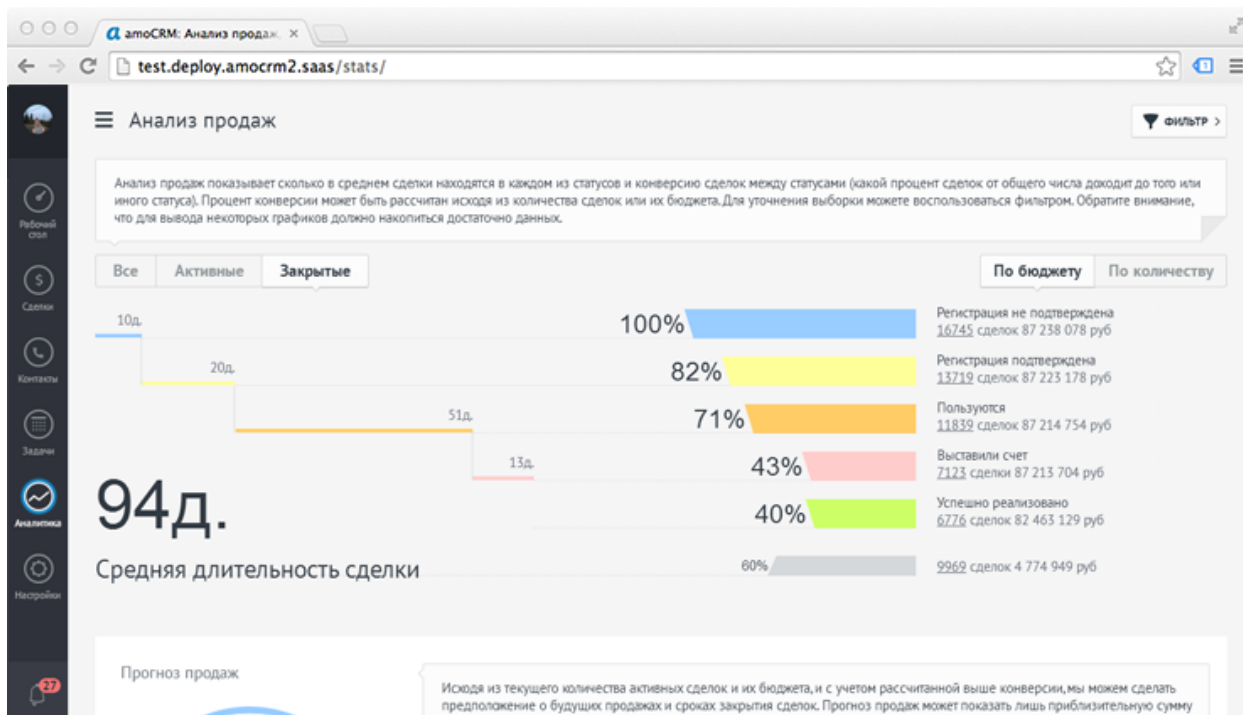 amoCRM: Анализ продаж
test.deploy.amocrm2.saas/stats/
Анализ продаж
ФИЛЬТР
Анализ продаж показывает сколько в среднем сделки находятся в каждом из статусов и конверсию сделок между статусами (какой процент сделок от общего числа доходит до того или
иного статуса). Процент конверсии может быть рассчитан исходя из количества сделок или их бюджета. Для уточнения выборки можете воспользоваться фильтром. Обратите внимание,
что для вывода некоторых графиков должно накопиться достаточно данных.
Рабочий
стол
Сделки
Контакты
Задачи
Аналитика
Настройки
27
Все Активные Закрытые
По бюджету По количеству
10д.
100%
Регистрация не подтверждена
16745 сделок 87 238 078 руб
20д.
82%
Регистрация подтверждена
13719 сделок 87 223 178 руб
51д.
71%
Пользуются
11839 сделок 87 214 754 руб
13д.
43%
Выставили счет
7123 сделки 87 213 704 руб
40%
Успешно реализовано
6776 сделок 82 463 129 руб
94д.
Средняя длительность сделки
60%
9969 сделок 4 774 949 руб
Прогноз продаж
Исходя из текущего количества активных сделок и их бюджета, и с учетом рассчитанной выше конверсии, мы можем сделать
предположение о будущих продажах и сроках закрытия сделок. Прогноз продаж может показать лишь приблизительную сумму